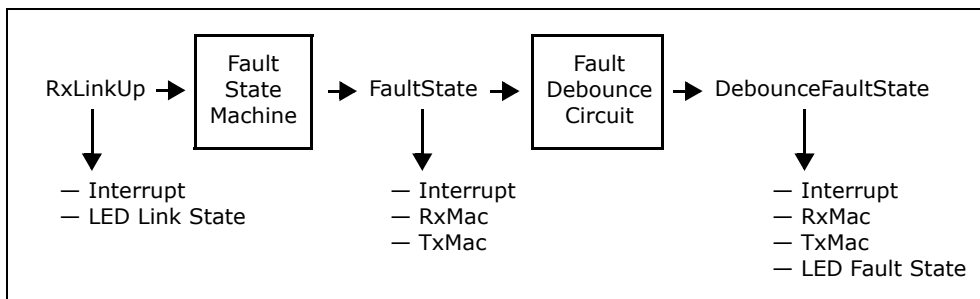 RxLinkUp
Fault
State
Machine
FaultState
Fault
Debounce
Circuit
DebounceFaultState
— Interrupt
— LED Link State
— Interrupt
— RxMac
— TxMac
— Interrupt
— RxMac
— TxMac
— LED Fault State